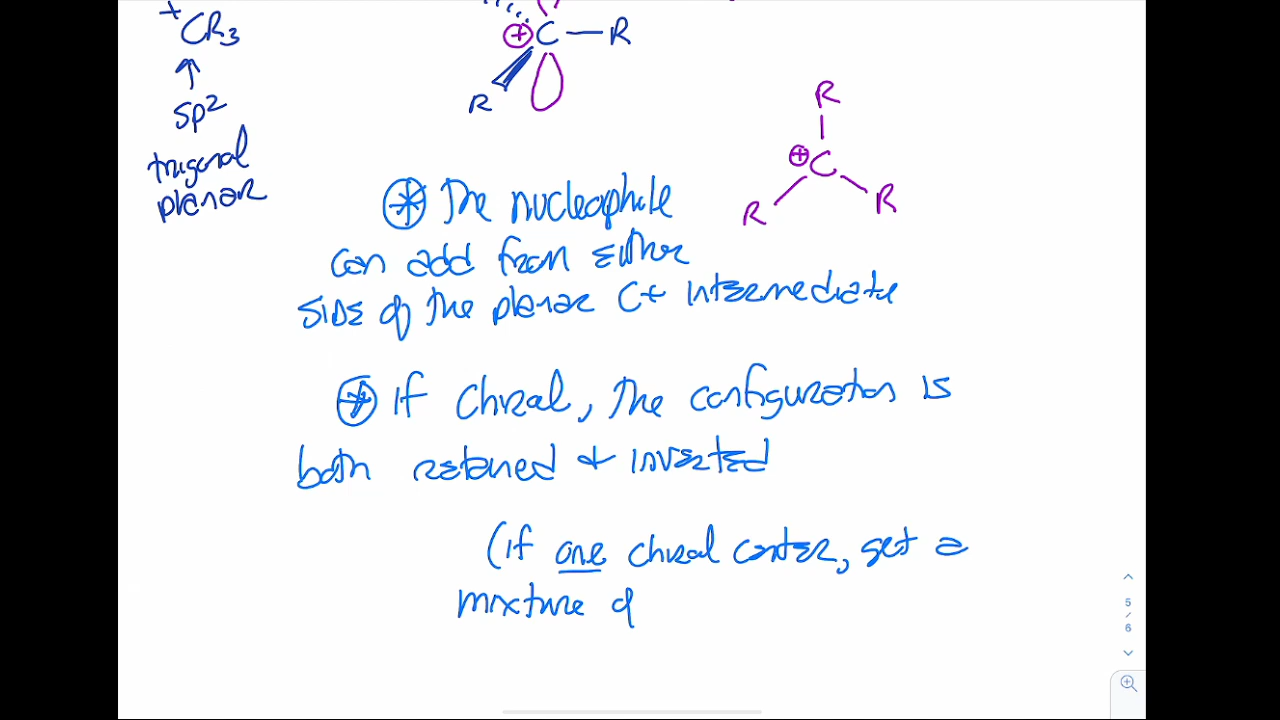 +CR3
⊕ C — R
R
sp2
trigonal
planar
R
⊕ C
R R
* The nucleophile
can add from either
side of the planar C+ intermediate
* If chiral, the configuration is
both retained & inverted
(if one chiral center, get a
mixture of
5
/
6